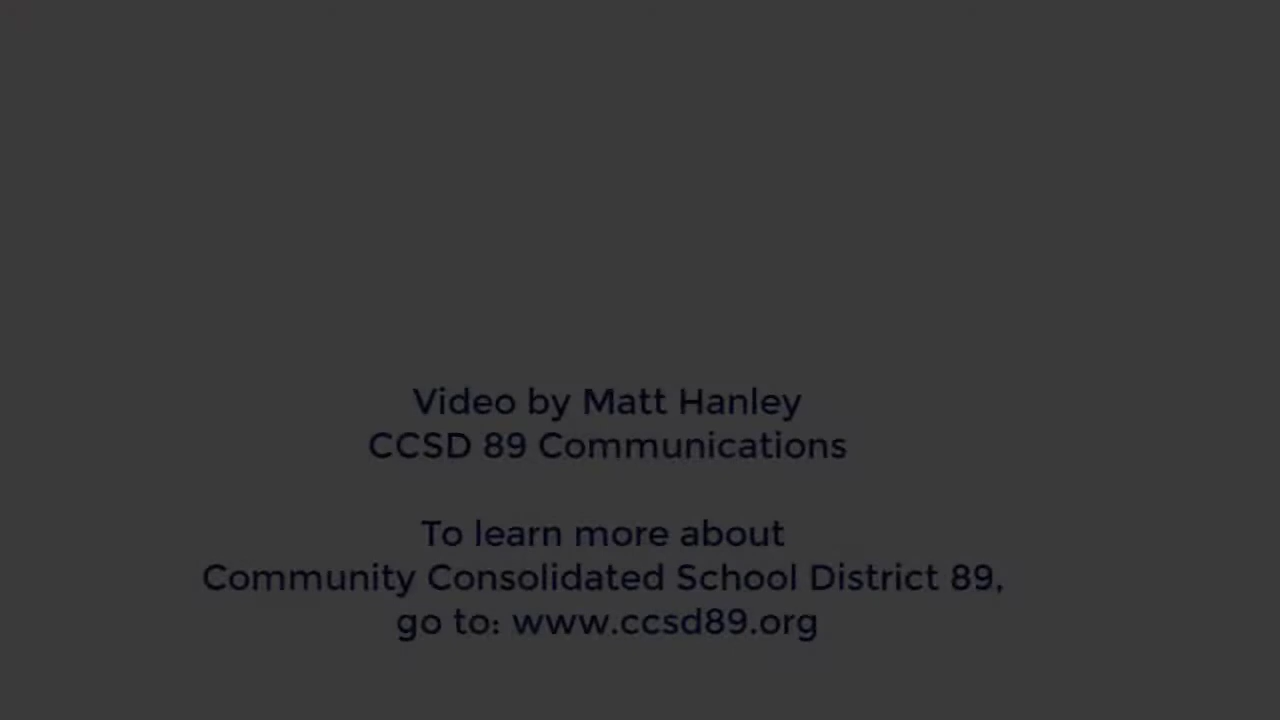 Video by Matt Hanley
CCSD 89 Communications
To learn more about
Community Consolidated School District 89,
go to: www.ccsd89.org